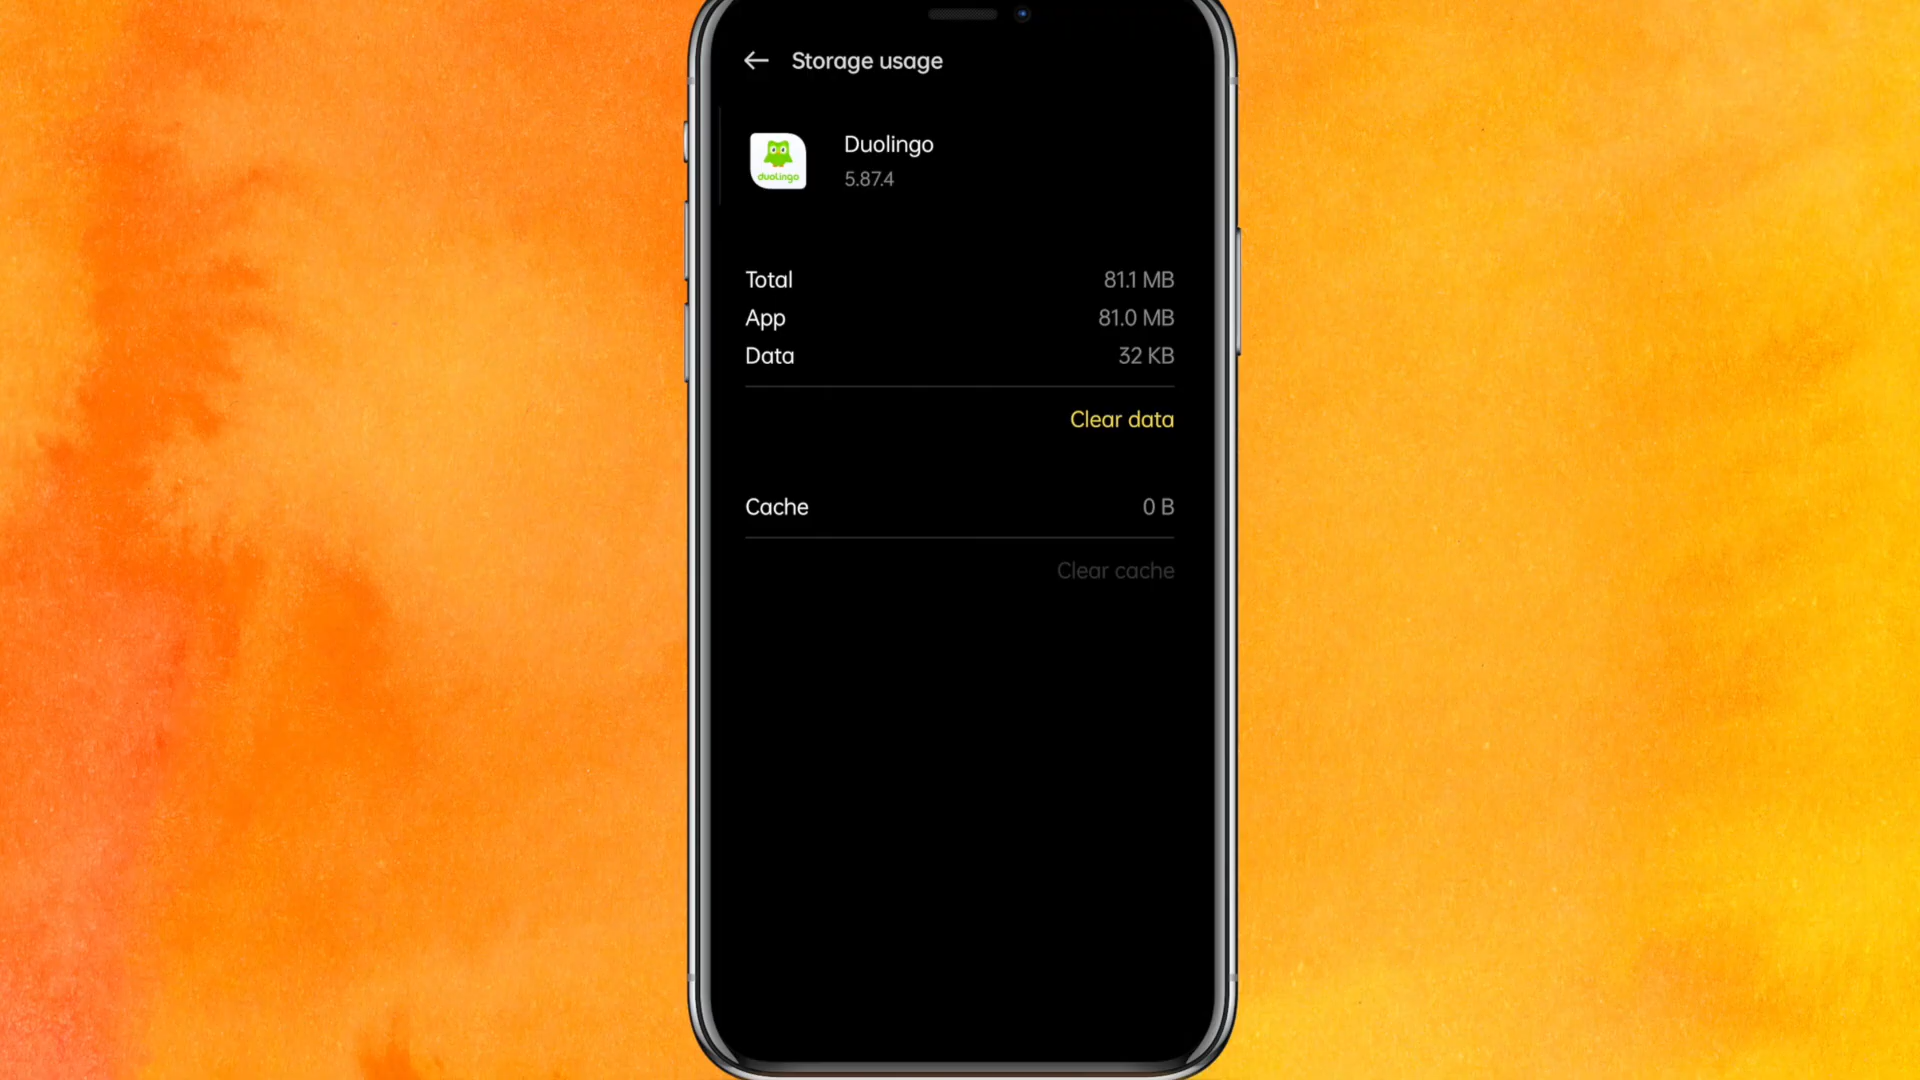 Storage usage
duolingo
Duolingo
5.87.4
Total 81.1 MB
App 81.0 MB
Data 32 KB
Clear data
Cache 0 B
Clear cache